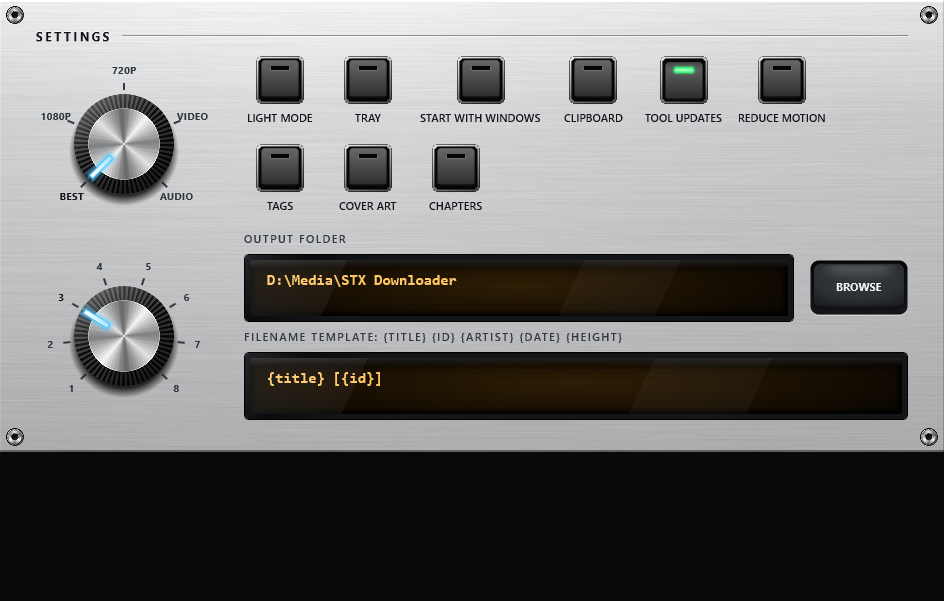 SETTINGS
720P
1080P
VIDEO
BEST
AUDIO
LIGHT MODE
TRAY
START WITH WINDOWS
CLIPBOARD
TOOL UPDATES
REDUCE MOTION
TAGS
COVER ART
CHAPTERS
OUTPUT FOLDER
D:\Media\STX Downloader
BROWSE
4
5
3
6
2
7
1
8
FILENAME TEMPLATE: {TITLE} {ID} {ARTIST} {DATE} {HEIGHT}
{title} [{id}]